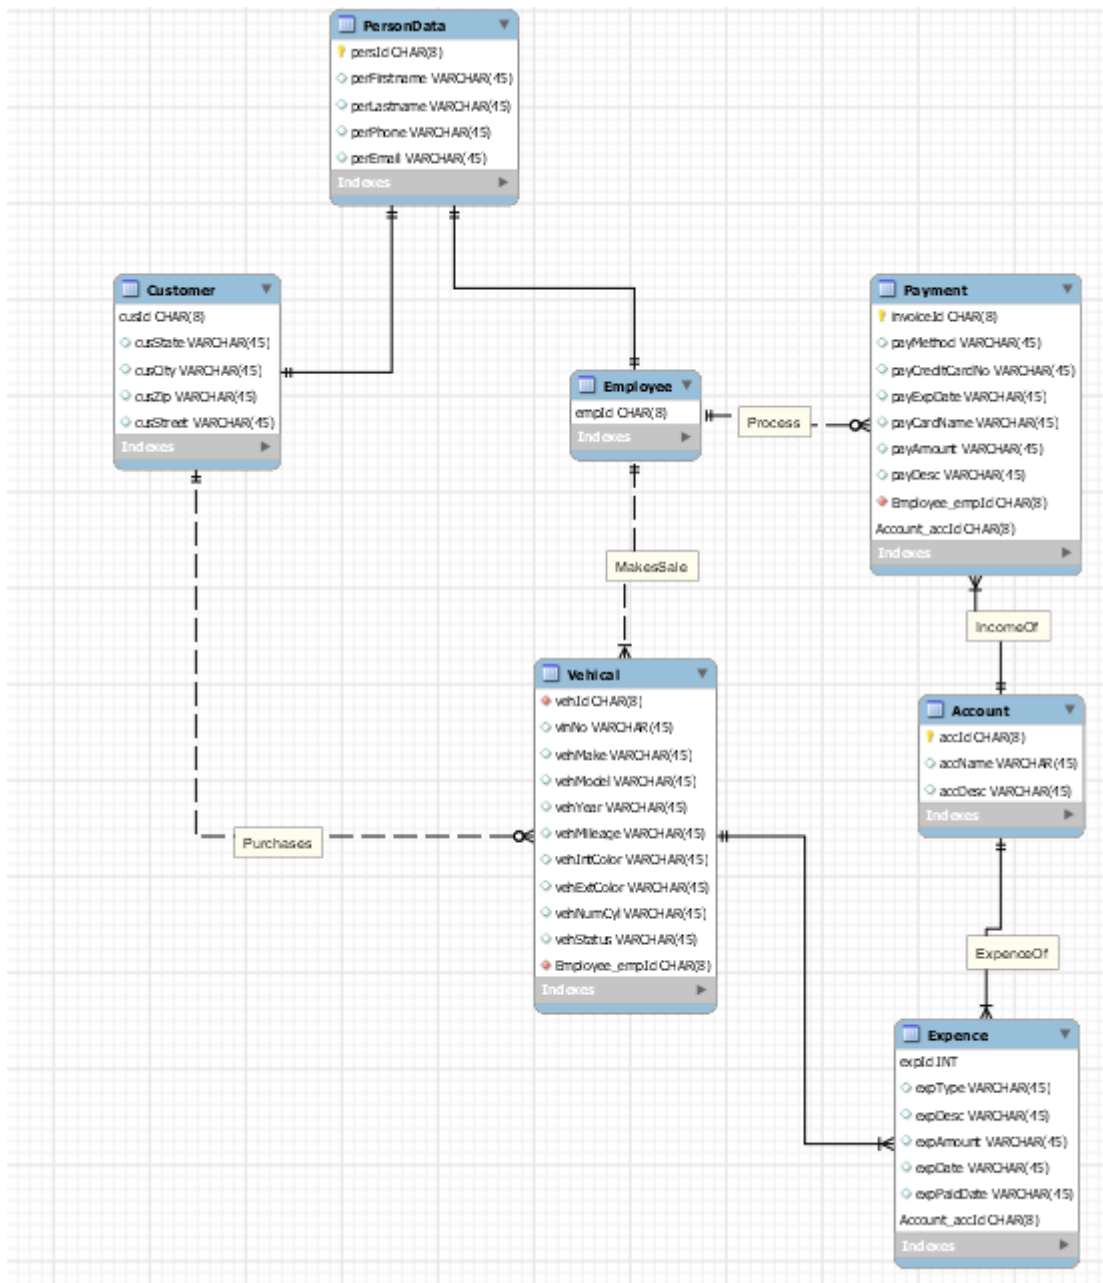 PersonData
persId CHAR(8)
perFirstname VARCHAR(45)
perLastname VARCHAR(45)
perPhone VARCHAR(45)
perEmail VARCHAR(45)
Indexes
Customer
cusId CHAR(8)
cusState VARCHAR(45)
cusCity VARCHAR(45)
cusZip VARCHAR(45)
cusStreet VARCHAR(45)
Indexes
Employee
empId CHAR(8)
Indexes
Process
Payment
invoiceId CHAR(8)
payMethod VARCHAR(45)
payCreditCardNo VARCHAR(45)
payExpDate VARCHAR(45)
payCardName VARCHAR(45)
payAmount VARCHAR(45)
payDesc VARCHAR(45)
Employee_empId CHAR(8)
Account_accId CHAR(8)
Indexes
MakesSale
IncomeOf
Vehical
vehId CHAR(8)
vinNo VARCHAR(45)
vehMake VARCHAR(45)
vehModel VARCHAR(45)
vehYear VARCHAR(45)
vehMileage VARCHAR(45)
vehIntColor VARCHAR(45)
vehExtColor VARCHAR(45)
vehNumCyl VARCHAR(45)
vehStatus VARCHAR(45)
Employee_empId CHAR(8)
Indexes
Account
accId CHAR(8)
accName VARCHAR(45)
accDesc VARCHAR(45)
Indexes
Purchases
ExpenceOf
Expence
expId INT
expType VARCHAR(45)
expDesc VARCHAR(45)
expAmount VARCHAR(45)
expDate VARCHAR(45)
expPaidDate VARCHAR(45)
Account_accId CHAR(8)
Indexes